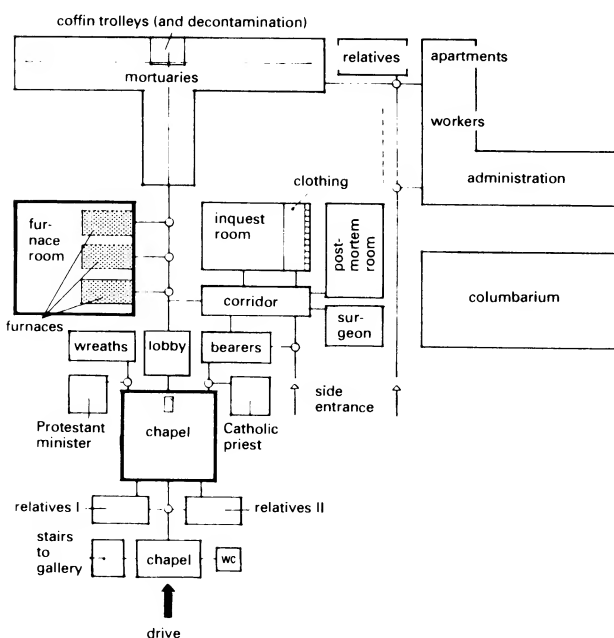 coffin trolleys (and decontamination)
mortuaries
relatives
apartments
workers
administration
clothing
fur-
nace
room
inquest
room
post-
mortem
room
columbarium
corridor
furnaces
sur-
geon
wreaths
lobby
bearers
side
entrance
Protestant
minister
chapel
Catholic
priest
relatives I
relatives II
stairs
to
gallery
chapel
wc
drive